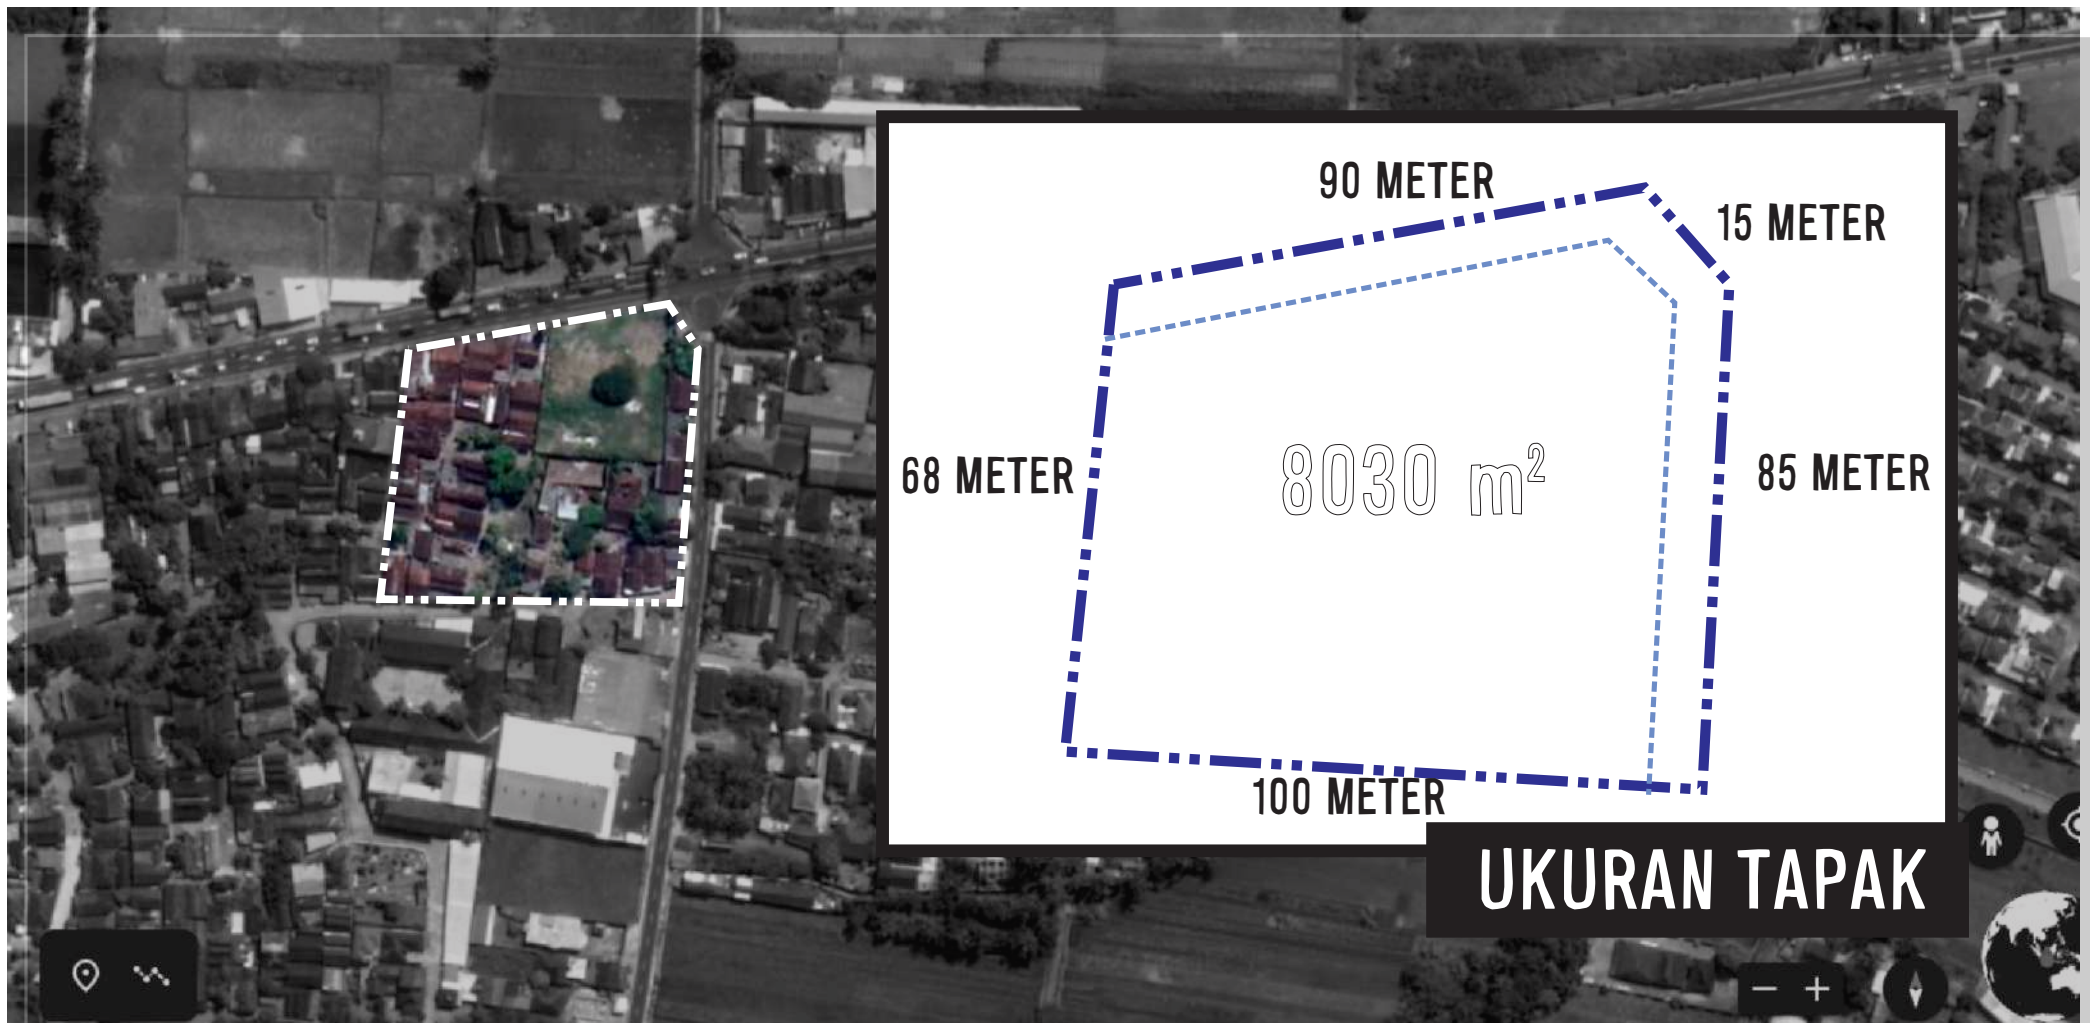 90 METER
15 METER
68 METER
8030 m²
85 METER
100 METER
UKURAN TAPAK